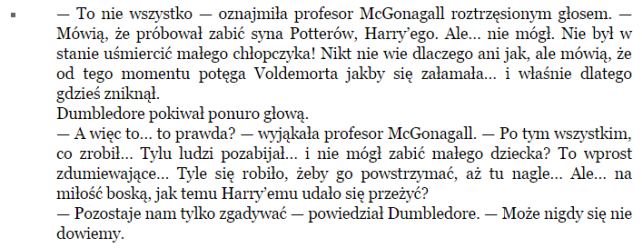 — To nie wszystko — oznajmiła profesor McGonagall roztrzęsionym głosem. —
Mówią, że próbował zabić syna Potterów, Harry’ego. Ale... nie mógł. Nie był w
stanie uśmiercić małego chłopczyka! Nikt nie wie dlaczego ani jak, ale mówią, że
od tego momentu potęga Voldemorta jakby się załamała... i właśnie dlatego
gdzieś zniknął.
Dumbledore pokiwał ponuro głową.
— A więc to... to prawda? — wyjąkała profesor McGonagall. — Po tym wszystkim,
co zrobił... Tylu ludzi pozabijał... i nie mógł zabić małego dziecka? To wprost
zdumiewające... Tyle się robiło, żeby go powstrzymać, aż tu nagle... Ale... na
miłość boską, jak temu Harry’emu udało się przeżyć?
— Pozostaje nam tylko zgadywać — powiedział Dumbledore. — Może nigdy się nie
dowiemy.